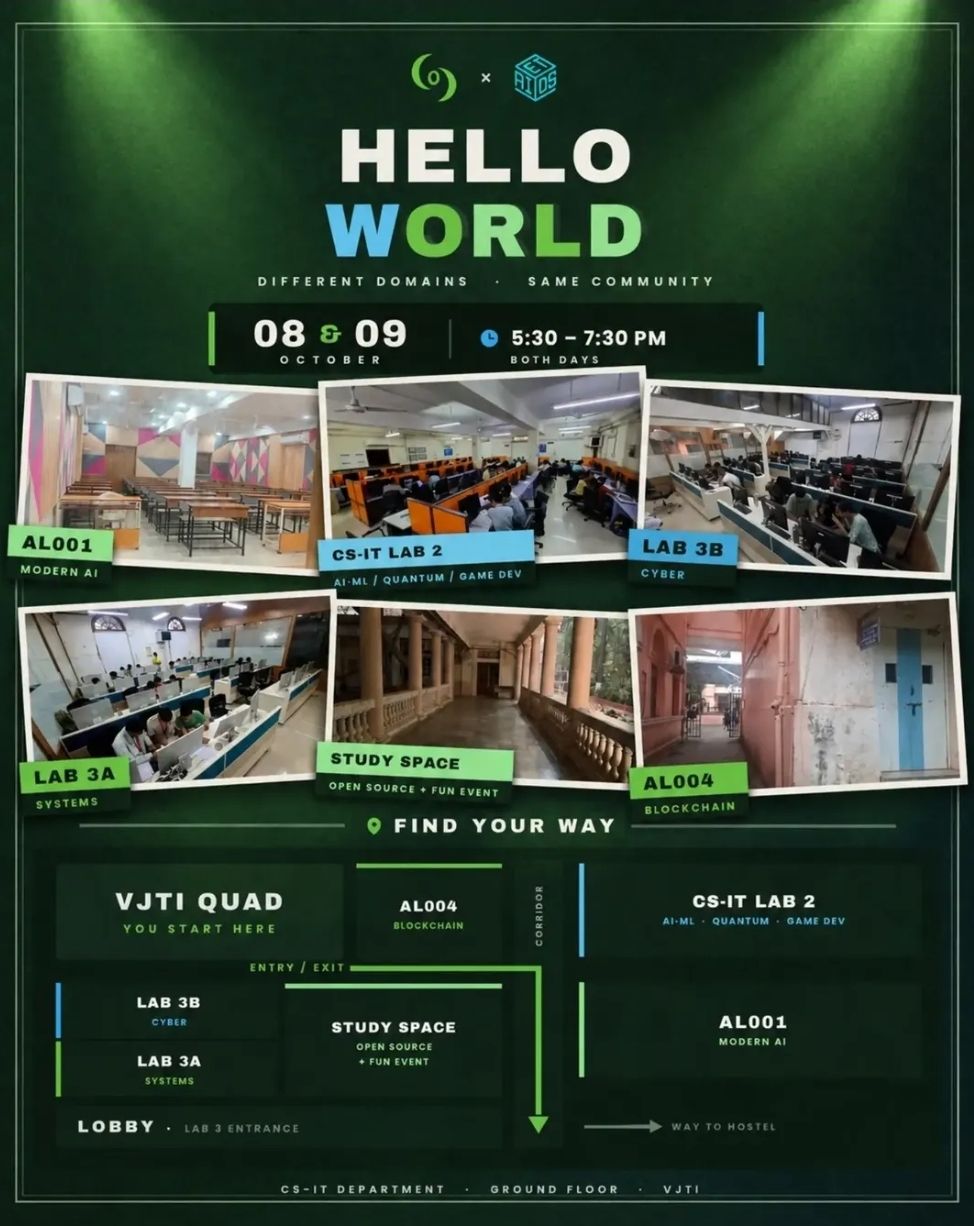 COC × AI DS ET
HELLO
WORLD
DIFFERENT DOMAINS · SAME COMMUNITY
08 & 09
OCTOBER
5:30 – 7:30 PM
BOTH DAYS
AL001
MODERN AI
CS-IT LAB 2
AI-ML / QUANTUM / GAME DEV
LAB 3B
CYBER
LAB 3A
SYSTEMS
STUDY SPACE
OPEN SOURCE + FUN EVENT
AL004
BLOCKCHAIN
FIND YOUR WAY
VJTI QUAD
YOU START HERE
AL004
BLOCKCHAIN
CORRIDOR
CS-IT LAB 2
AI-ML · QUANTUM · GAME DEV
ENTRY / EXIT
LAB 3B
CYBER
LAB 3A
SYSTEMS
STUDY SPACE
OPEN SOURCE
+ FUN EVENT
AL001
MODERN AI
LOBBY · LAB 3 ENTRANCE
WAY TO HOSTEL
CS-IT DEPARTMENT · GROUND FLOOR · VJTI